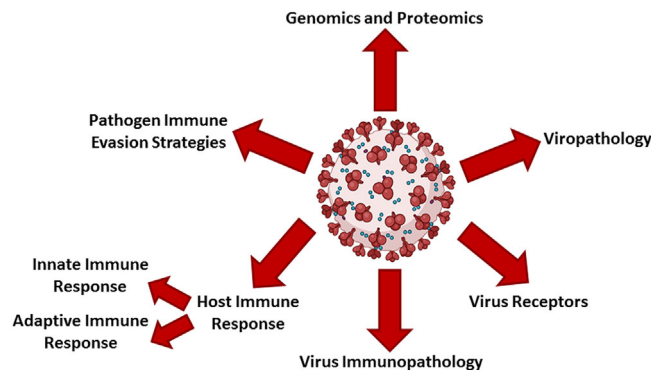 Genomics and Proteomics
Pathogen Immune
Evasion Strategies
Viropathology
Innate Immune
Response
Adaptive Immune
Response
Host Immune
Response
Virus Receptors
Virus Immunopathology